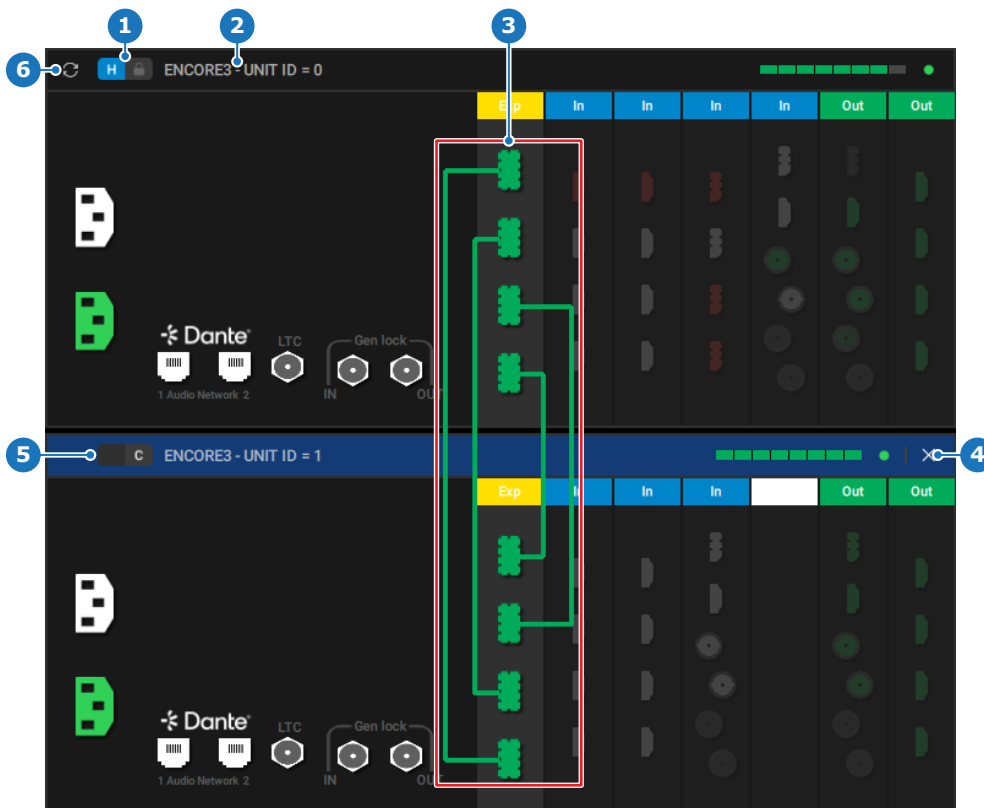 1 2 3
6 H ENCORE3 - UNIT ID = 0
Exp In In In In Out Out
Dante
LTC Gen lock
1 Audio Network 2 IN OUT
5 C ENCORE3 - UNIT ID = 1 4
Exp In In In Out Out
Dante
LTC Gen lock
1 Audio Network 2 IN OUT